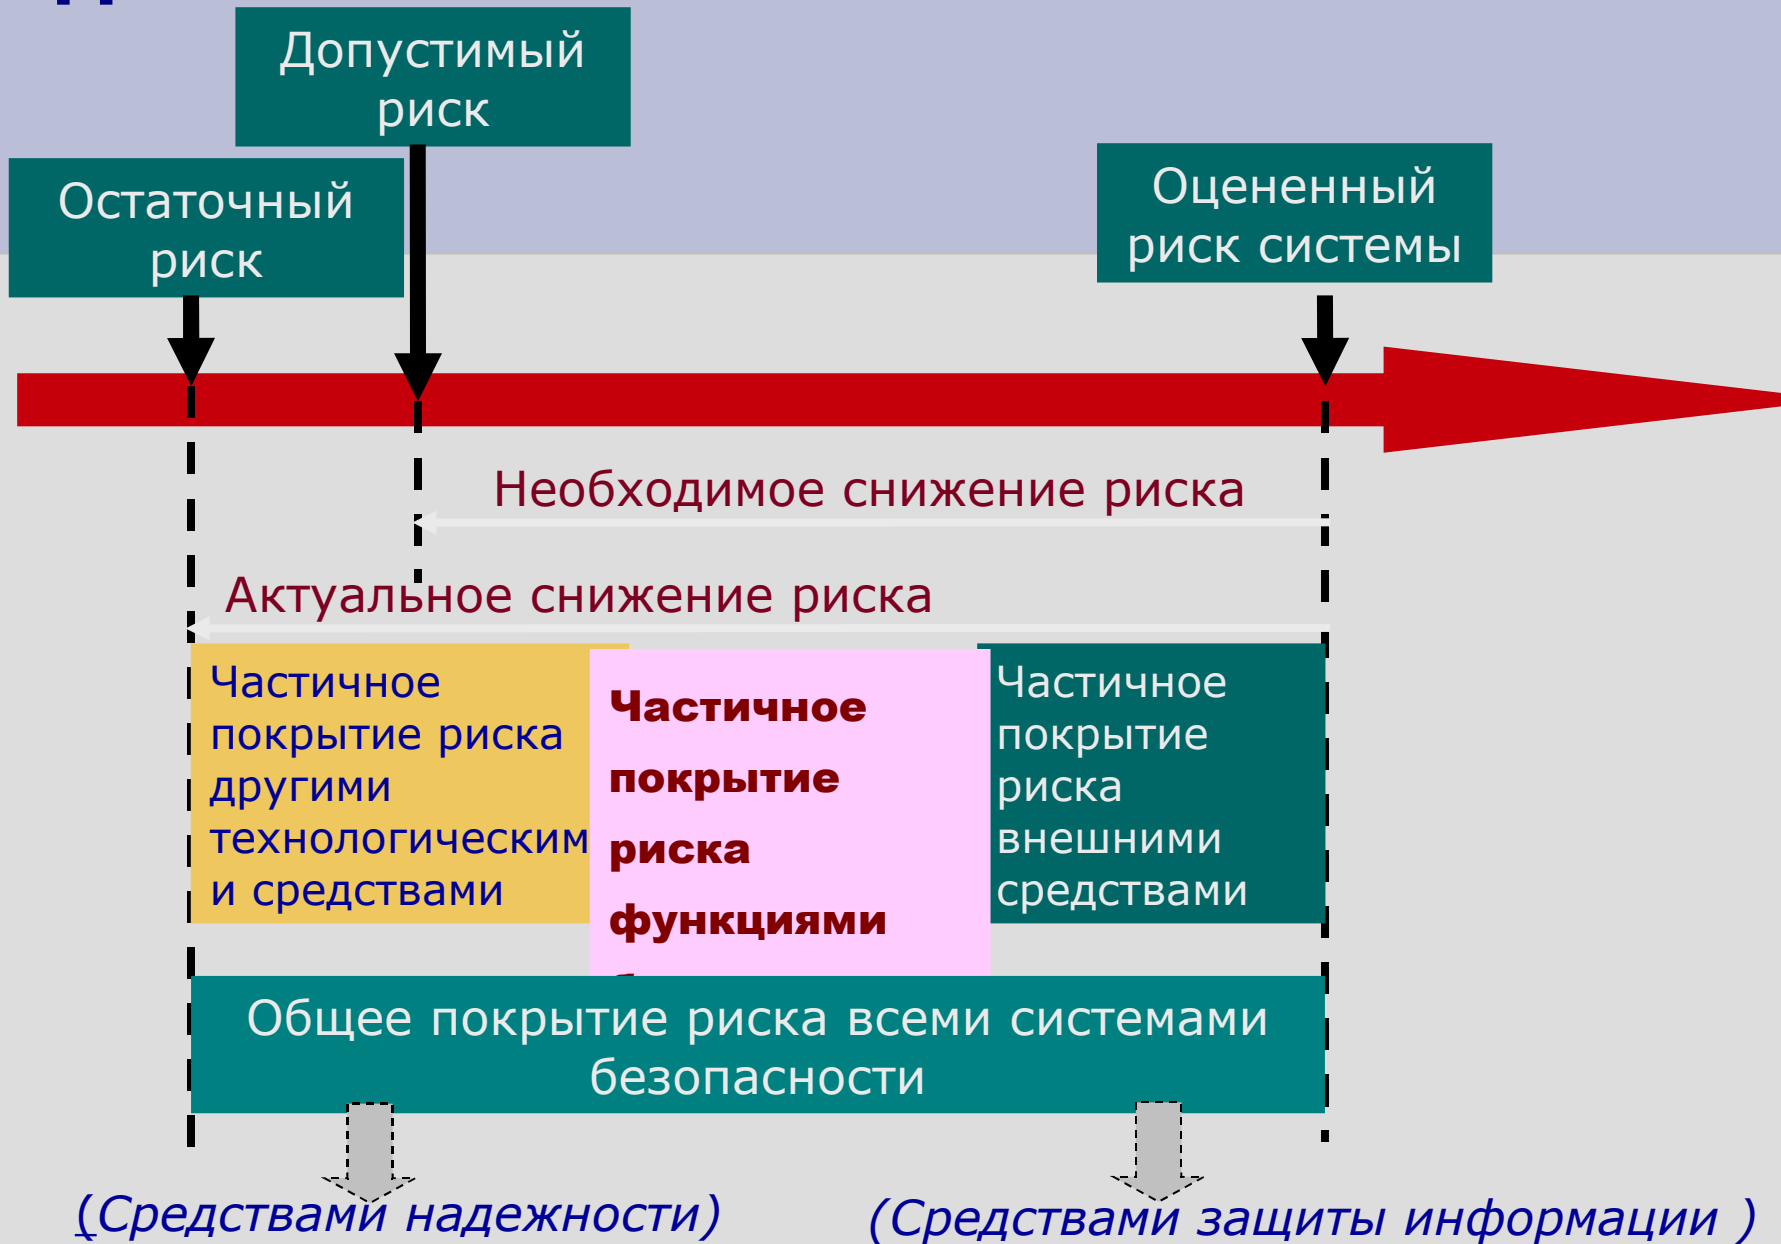 Допустимый
риск
Остаточный
риск
Оцененный
риск системы
Необходимое снижение риска
Актуальное снижение риска
Частичное
покрытие риска
другими
технологическим
и средствами
Частичное
покрытие
риска
функциями
Частичное
покрытие
риска
внешними
средствами
Общее покрытие риска всеми системами
безопасности
(Средствами надежности)
(Средствами защиты информации )